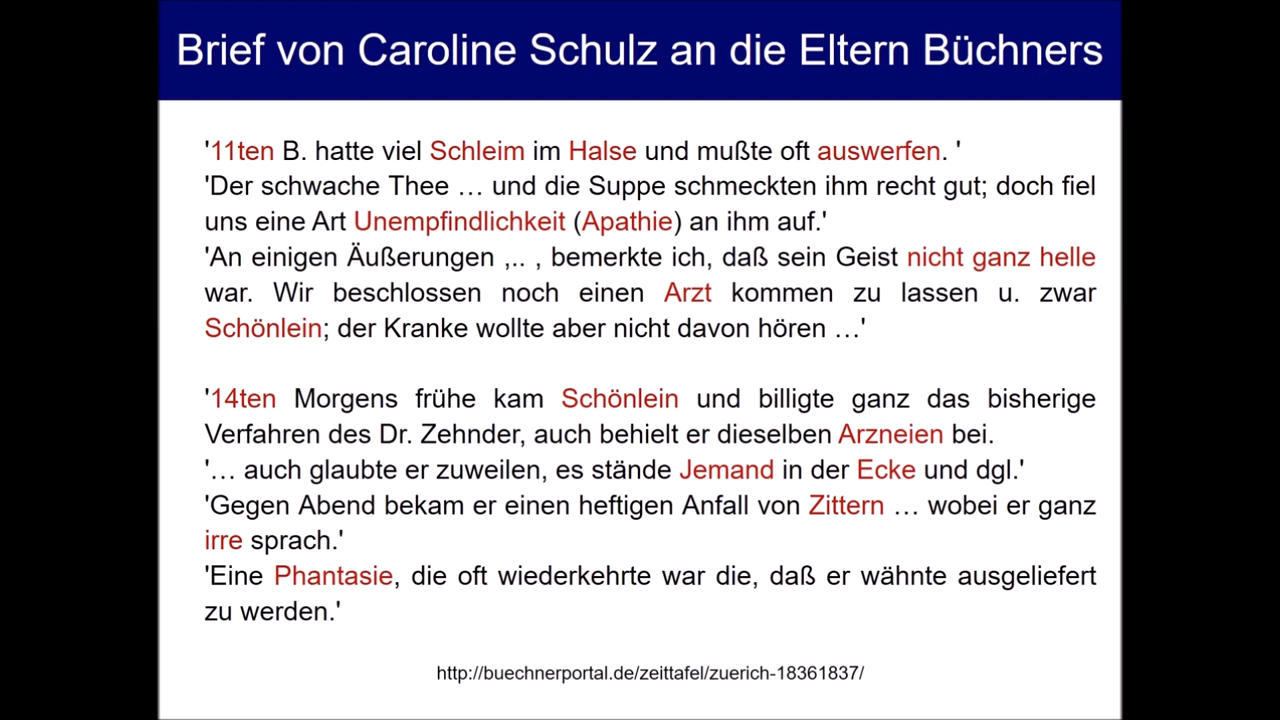 Brief von Caroline Schulz an die Eltern Büchners
'11ten B. hatte viel Schleim im Halse und mußte oft auswerfen. '
'Der schwache Thee … und die Suppe schmeckten ihm recht gut; doch fiel
uns eine Art Unempfindlichkeit (Apathie) an ihm auf.'
'An einigen Äußerungen ,.. , bemerkte ich, daß sein Geist nicht ganz helle
war. Wir beschlossen noch einen Arzt kommen zu lassen u. zwar
Schönlein; der Kranke wollte aber nicht davon hören …'
'14ten Morgens frühe kam Schönlein und billigte ganz das bisherige
Verfahren des Dr. Zehnder, auch behielt er dieselben Arzneien bei.
'… auch glaubte er zuweilen, es stände Jemand in der Ecke und dgl.'
'Gegen Abend bekam er einen heftigen Anfall von Zittern … wobei er ganz
irre sprach.'
'Eine Phantasie, die oft wiederkehrte war die, daß er wähnte ausgeliefert
zu werden.'
http://buechnerportal.de/zeittafel/zuerich-18361837/